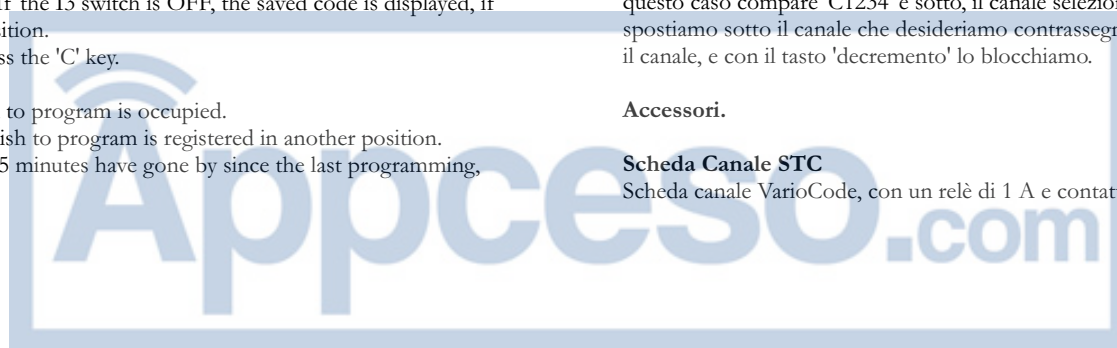 If the I3 switch is OFF, the saved code is displayed, if
sition.
ss the 'C' key.
to program is occupied.
ish to program is registered in another position.
5 minutes have gone by since the last programming,
questo caso compare 'C1234' e sotto, il canale selezion
spostiamo sotto il canale che desideriamo contrassegn
il canale, e con il tasto 'decremento' lo blocchiamo.
Accessori.
Scheda Canale STC
Scheda canale VarioCode, con un relè di 1 A e contatt
Appceso.com